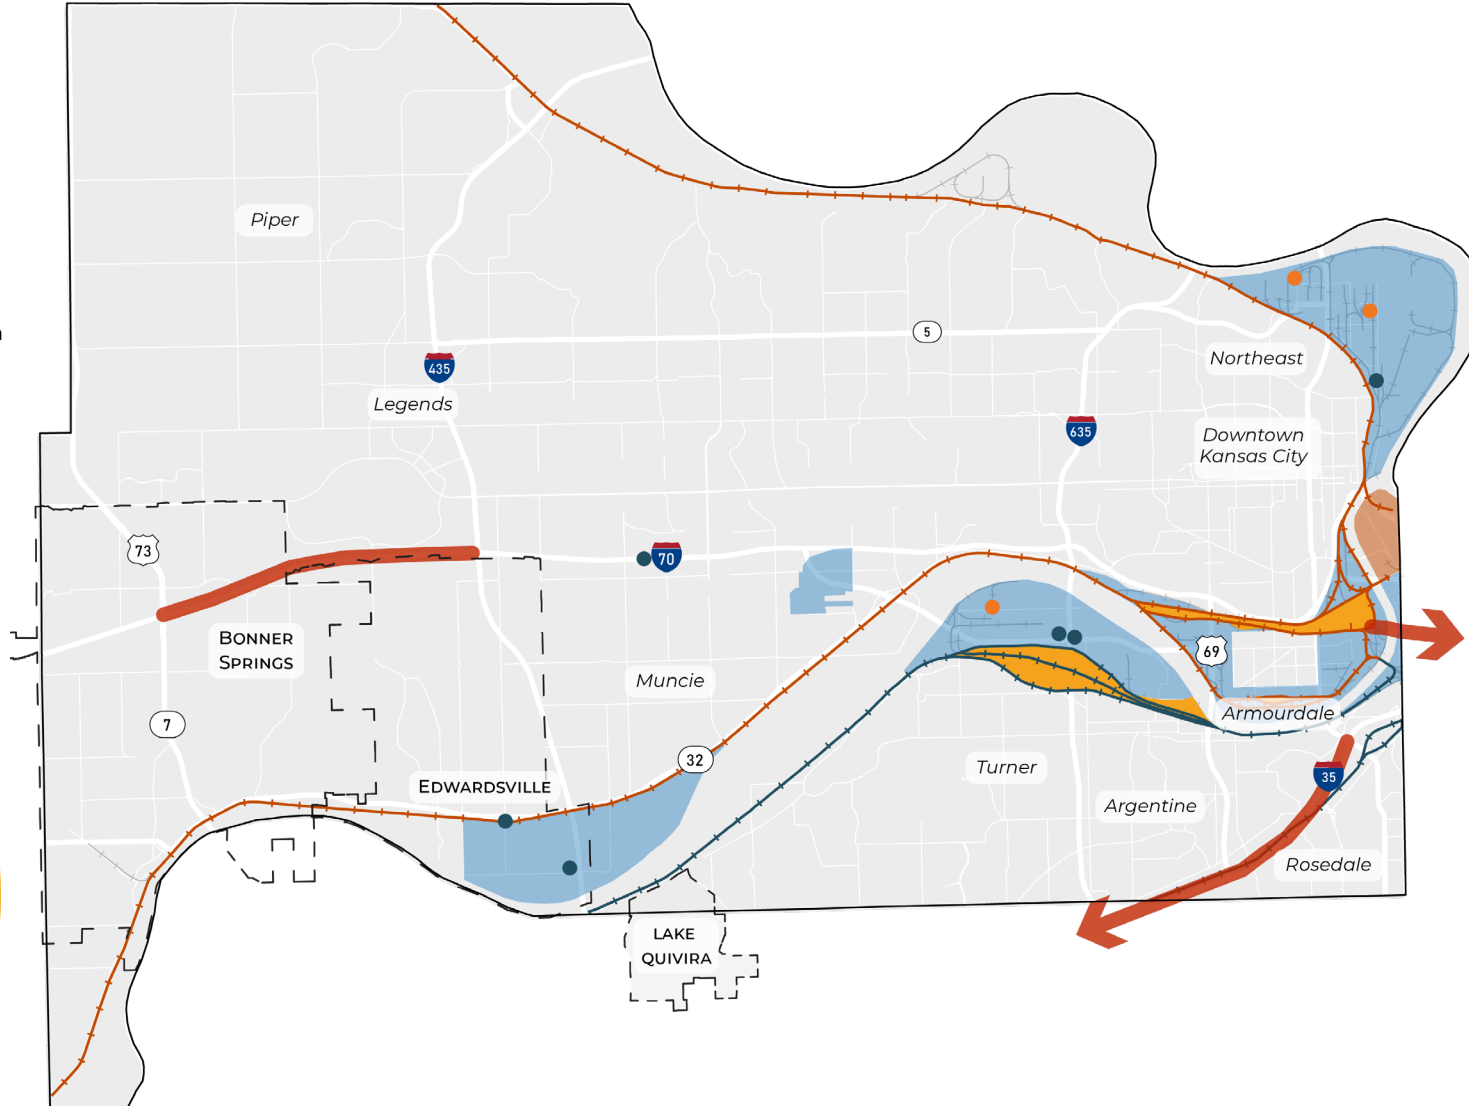 Piper
5
Northeast
435
Legends
635
Downtown
Kansas City
73
70
BONNER
SPRINGS
69
Mucie
7
Armourdale
32
Turner
35
EDWARDSVILLE
Argentine
Rosedale
LAKE
QUIVIRA